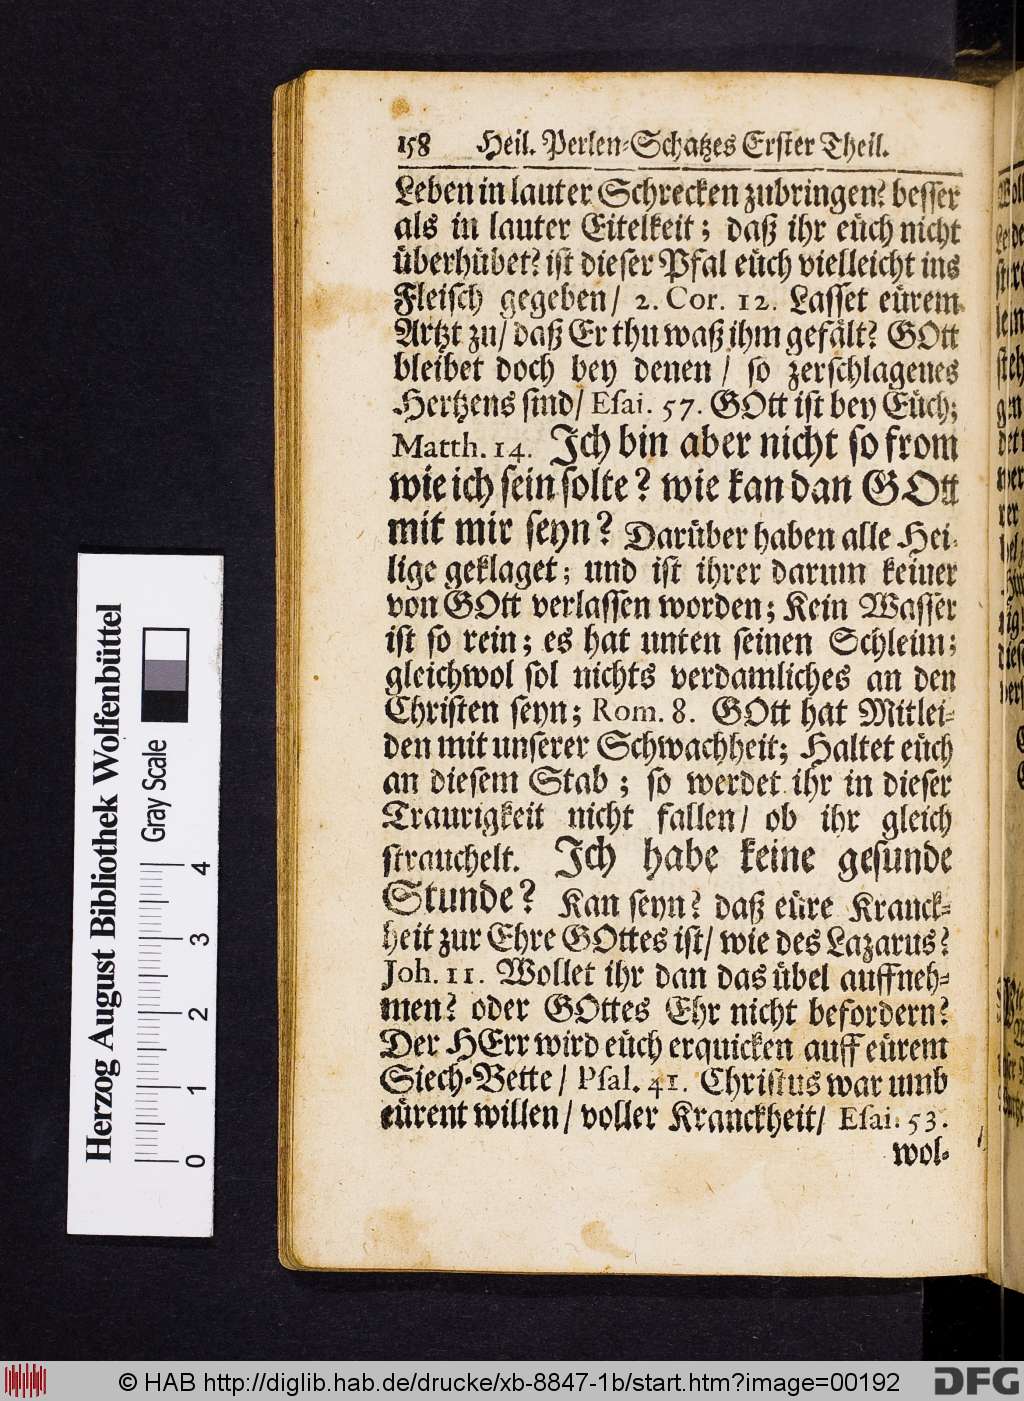 158 Heil. Perlen-Schatzes Erster Theil.
Leben in lauter Schrecken zubringen? besser
als in lauter Eitelkeit; daß ihr eüch nicht
überhübet? ist dieser Pfal eüch vielleicht ins
Fleisch gegeben/ 2. Cor. 12. Lasset eürem
Artzt zu/ daß Er thu waß ihm gefält? GOtt
bleibet doch bey denen / so zerschlagenes
Hertzens sind/ Esai. 57. GOtt ist bey Eüch;
Matth. 14. Ich bin aber nicht so from
wie ich sein solte? wie kan dan GOtt
mit mir seyn? Darüber haben alle Hei-
lige geklaget; und ist ihrer darum keiner
von GOtt verlassen worden; Kein Wasser
ist so rein; es hat unten seinen Schleim;
gleichwol sol nichts verdamliches an den
Christen seyn; Rom. 8. GOtt hat Mitlei-
den mit unserer Schwachheit; Haltet eüch
an diesem Stab; so werdet ihr in dieser
Traurigkeit nicht fallen/ ob ihr gleich
strauchelt. Ich habe keine gesunde
Stunde? Kan seyn? daß eüre Kranck-
heit zur Ehre GOttes ist/ wie des Lazarus?
Joh. 11. Wollet ihr dan das übel auffneh-
men? oder GOttes Ehr nicht befordern?
Der HErr wird eüch erquicken auff eürem
Siech-Bette / Psal. 41. Christus war umb
eürent willen/ voller Kranckheit/ Esai. 53.
wol-
Herzog August Bibliothek Wolfenbüttel
Gray Scale
0 1 2 3 4
© HAB http://diglib.hab.de/drucke/xb-8847-1b/start.htm?image=00192
DFG